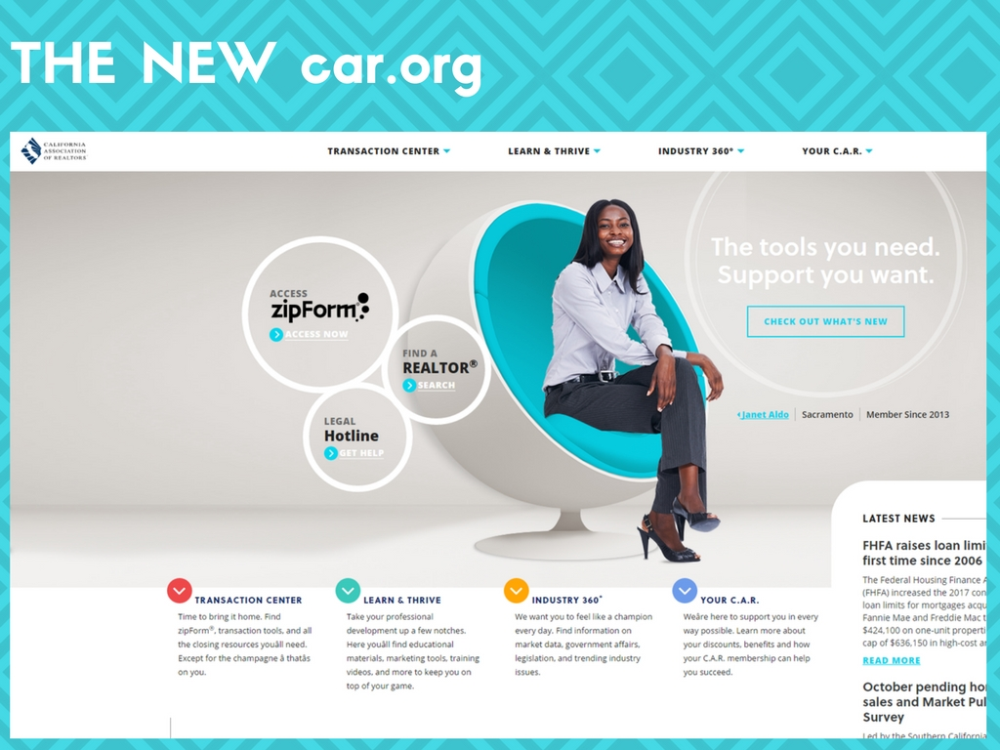 THE NEW car.org
CALIFORNIA
ASSOCIATION
OF REALTORS
TRANSACTION CENTER
LEARN & THRIVE
INDUSTRY 360°
YOUR C.A.R.
The tools you need.
Support you want.
CHECK OUT WHAT'S NEW
ACCESS
zipForm®
ACCESS NOW
FIND A
REALTOR®
SEARCH
LEGAL
Hotline
GET HELP
Janet Aldo
Sacramento
Member Since 2013
TRANSACTION CENTER
Time to bring it home. Find
zipForm®, transaction tools, and all
the closing resources youâll need.
Except for the champagne â thatâs
on you.
LEARN & THRIVE
Take your professional
development up a few notches.
Here youâll find educational
materials, marketing tools, training
videos, and more to keep you on
top of your game.
INDUSTRY 360°
We want you to feel like a champion
every day. Find information on
market data, government affairs,
legislation, and trending industry
issues.
YOUR C.A.R.
Weâre here to support you in every
way possible. Learn more about
your discounts, benefits and how
your C.A.R. membership can help
you succeed.
LATEST NEWS
FHFA raises loan limi
first time since 2006
The Federal Housing Finance A
(FHFA) increased the 2017 con
loan limits for mortgages acqu
Fannie Mae and Freddie Mac t
$424,100 on one-unit properti
cap of $636,150 in high-cost a
READ MORE
October pending ho
sales and Market Pul
Survey
Led by the Southern California